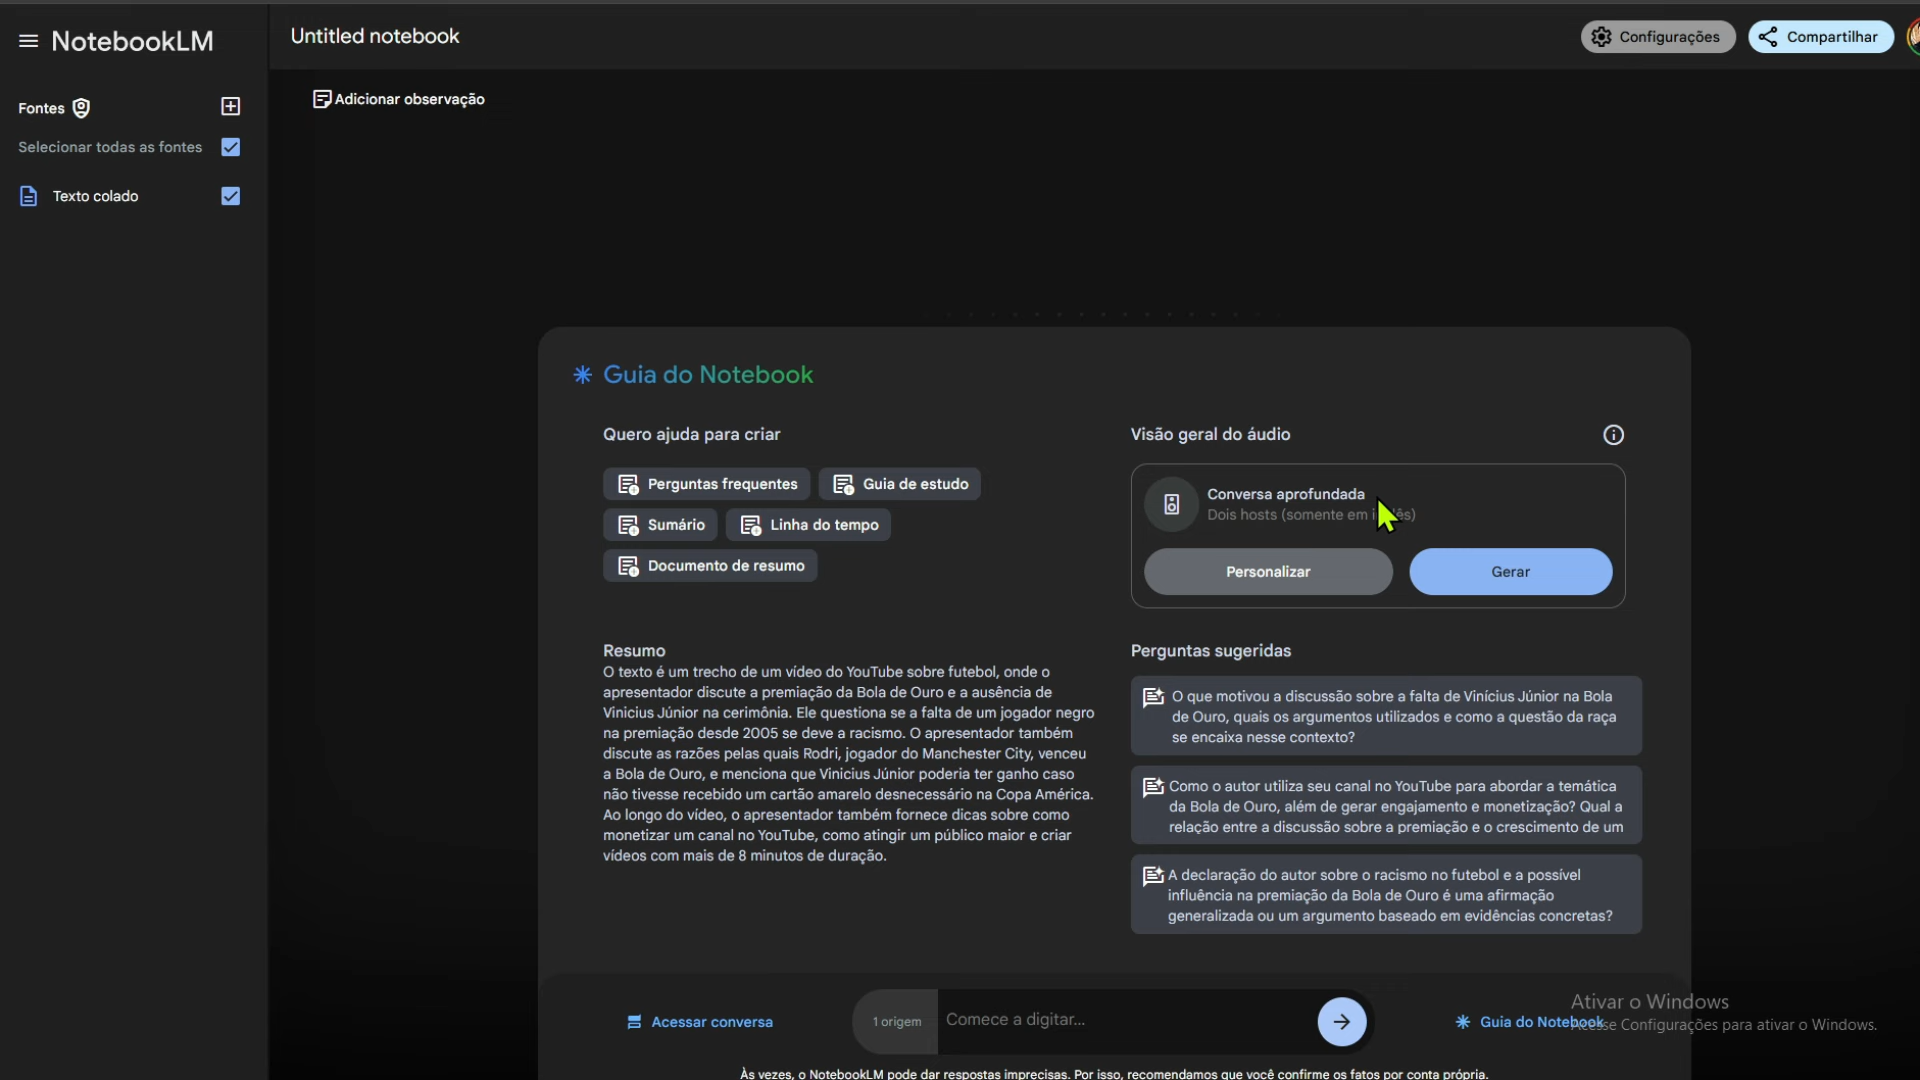 NotebookLM
Untitled notebook
Configurações
Compartilhar
Fontes
Selecionar todas as fontes
Texto colado
Adicionar observação
Guia do Notebook
Quero ajuda para criar
Perguntas frequentes
Guia de estudo
Sumário
Linha do tempo
Documento de resumo
Visão geral do áudio
Conversa aprofundada
Dois hosts (somente em
Personalizar
Gerar
Resumo
O texto é um trecho de um vídeo do YouTube sobre futebol, onde o
apresentador discute a premiação da Bola de Ouro e a ausência de
Vinicius Júnior na cerimônia. Ele questiona se a falta de um jogador negro
na premiação desde 2005 se deve a racismo. O apresentador também
discute as razões pelas quais Rodri, jogador do Manchester City, venceu
a Bola de Ouro, e menciona que Vinicius Júnior poderia ter ganho caso
não tivesse recebido um cartão amarelo desnecessário na Copa América.
Ao longo do vídeo, o apresentador também fornece dicas sobre como
monetizar um canal no YouTube, como atingir um público maior e criar
vídeos com mais de 8 minutos de duração.
Perguntas sugeridas
O que motivou a discussão sobre a falta de Vinícius Júnior na Bola
de Ouro, quais os argumentos utilizados e como a questão da raça
se encaixa nesse contexto?
Como o autor utiliza seu canal no YouTube para abordar a temática
da Bola de Ouro, além de gerar engajamento e monetização? Qual a
relação entre a discussão sobre a premiação e o crescimento de um
A declaração do autor sobre o racismo no futebol e a possível
influência na premiação da Bola de Ouro é uma afirmação
generalizada ou um argumento baseado em evidências concretas?
Acessar conversa
1 origem
Comece a digitar...
Guia do Notebook
Ativar o Windows
Acesse Configurações para ativar o Windows.
Às vezes, o NotebookLM pode dar respostas imprecisas. Por isso, recomendamos que você confirme os fatos por conta própria.